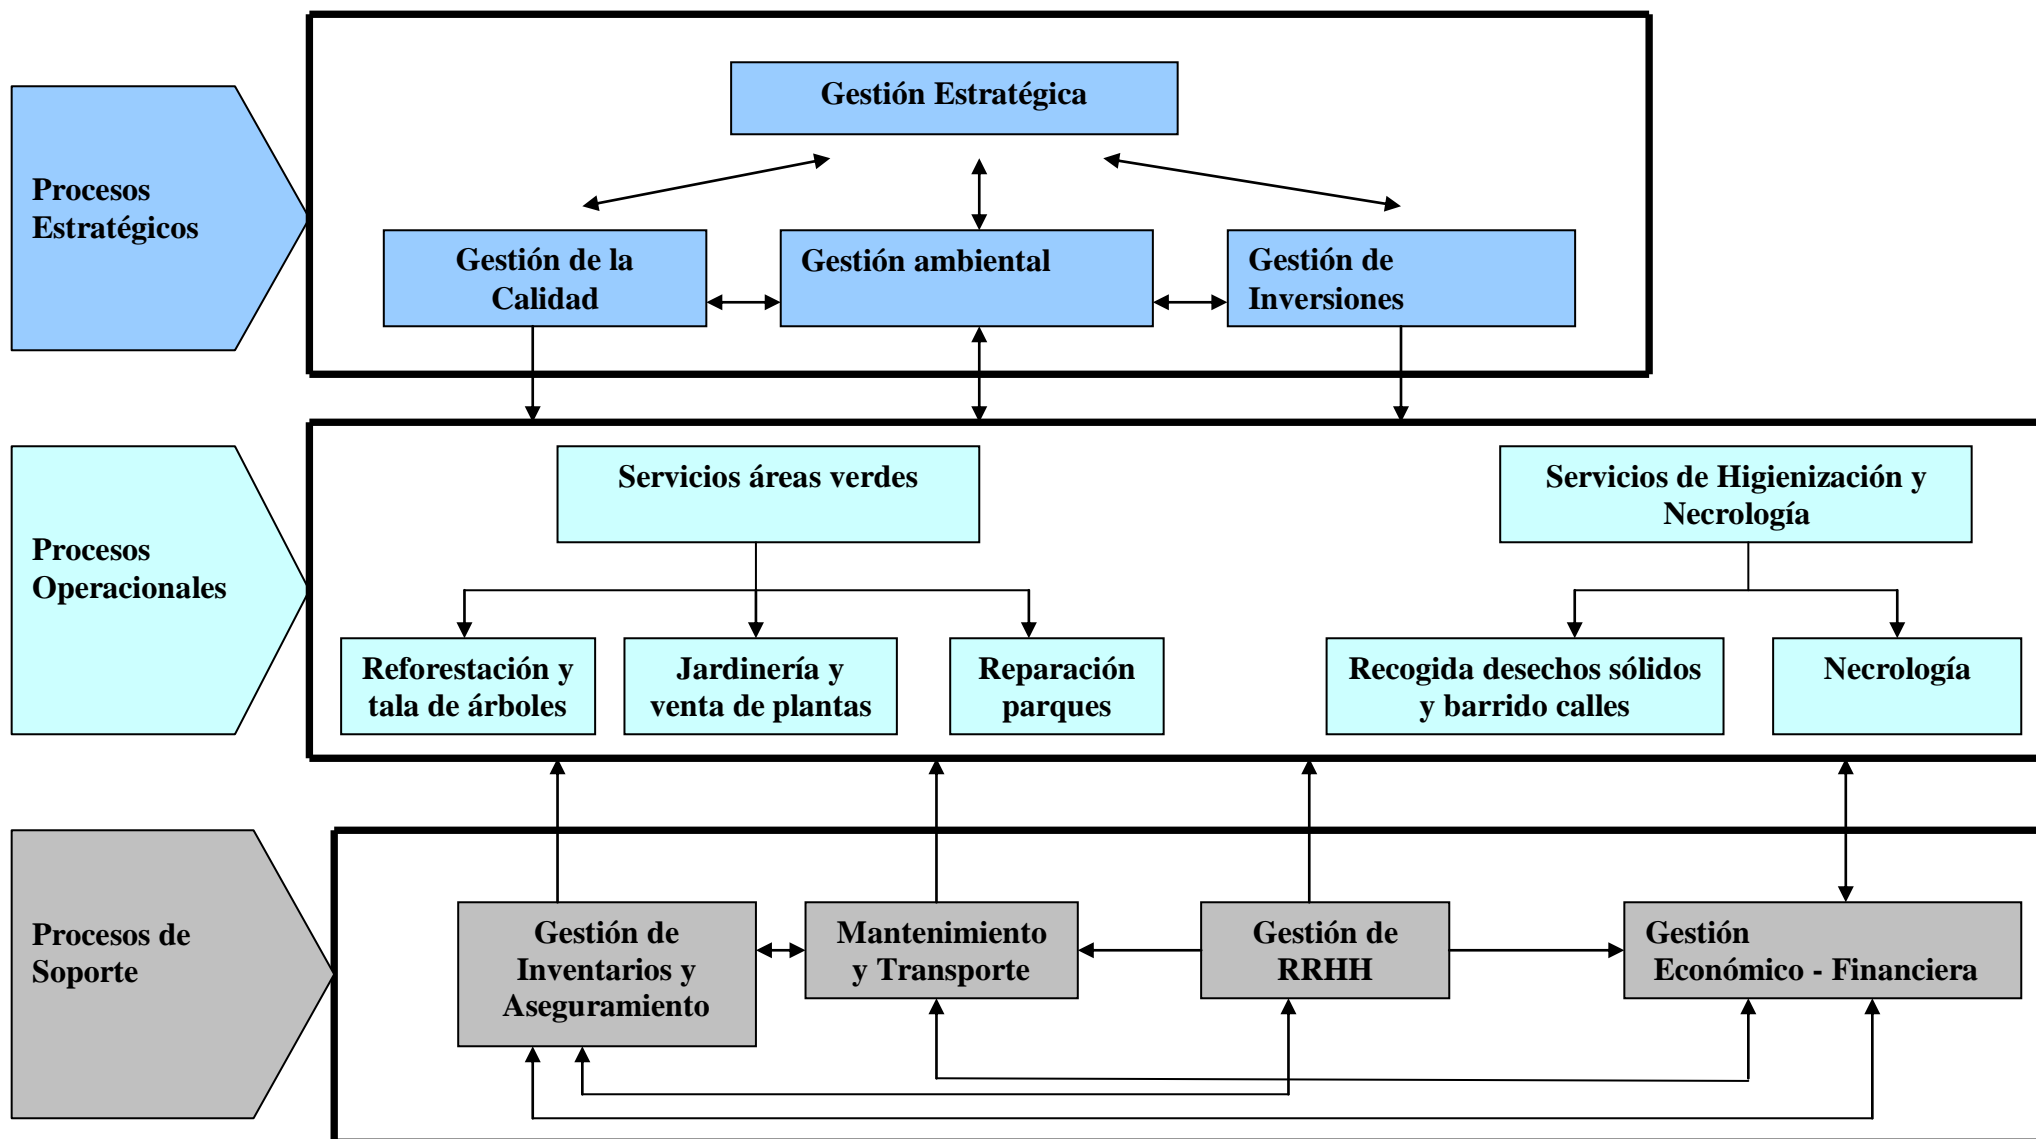 Gestión Estratégica
Procesos
Estratégicos
Gestión de la
Calidad
Gestión ambiental
Gestión de
Inversiones
Servicios áreas verdes
Servicios de Higienización y
Necrología
Procesos
Operacionales
Reforestación y
tala de árboles
Jardinería y
venta de plantas
Reparación
parques
Recogida desechos sólidos
y barrido calles
Necrología
Procesos de
Soporte
Gestión de
Inventarios y
Aseguramiento
Mantenimiento
y Transporte
Gestión de
RRHH
Gestión
Económico - Financiera